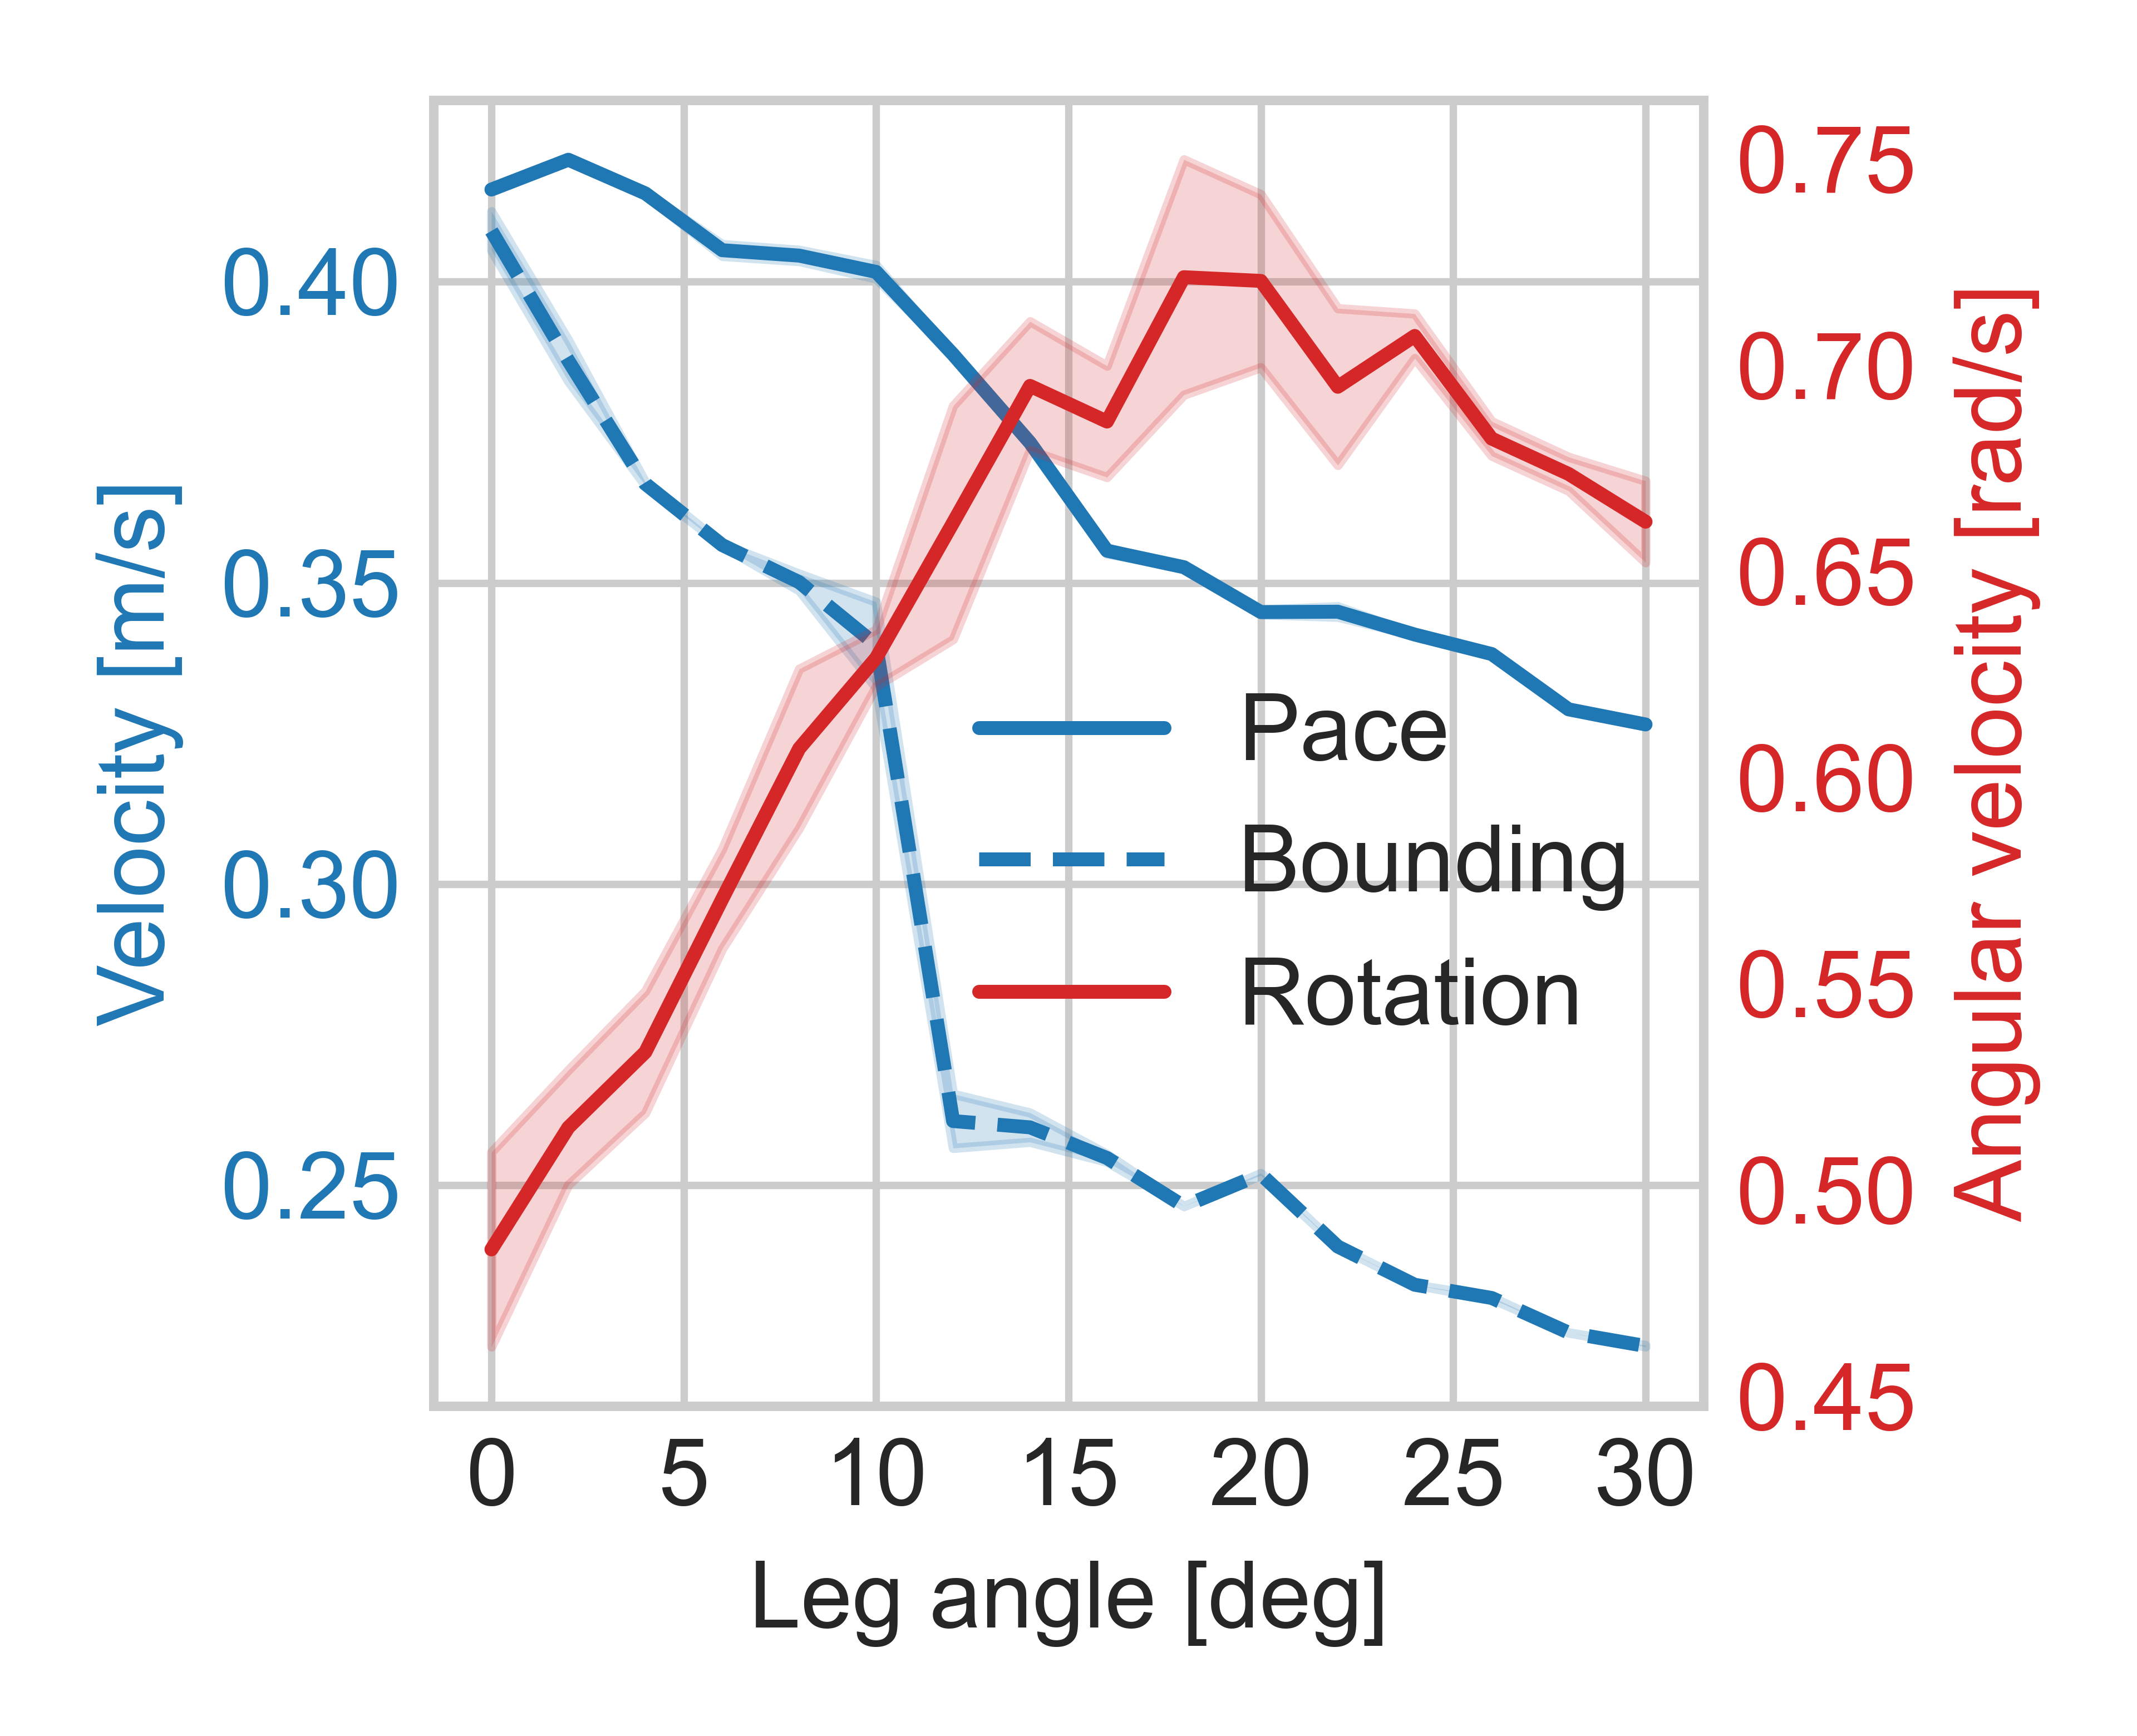 Velocity [m/s]
0.40
0.35
0.30
0.25
0.75
0.70
0.65
0.60
0.55
0.50
0.45
Angular velocity [rad/s]
Pace
Bounding
Rotation
0 5 10 15 20 25 30
Leg angle [deg]